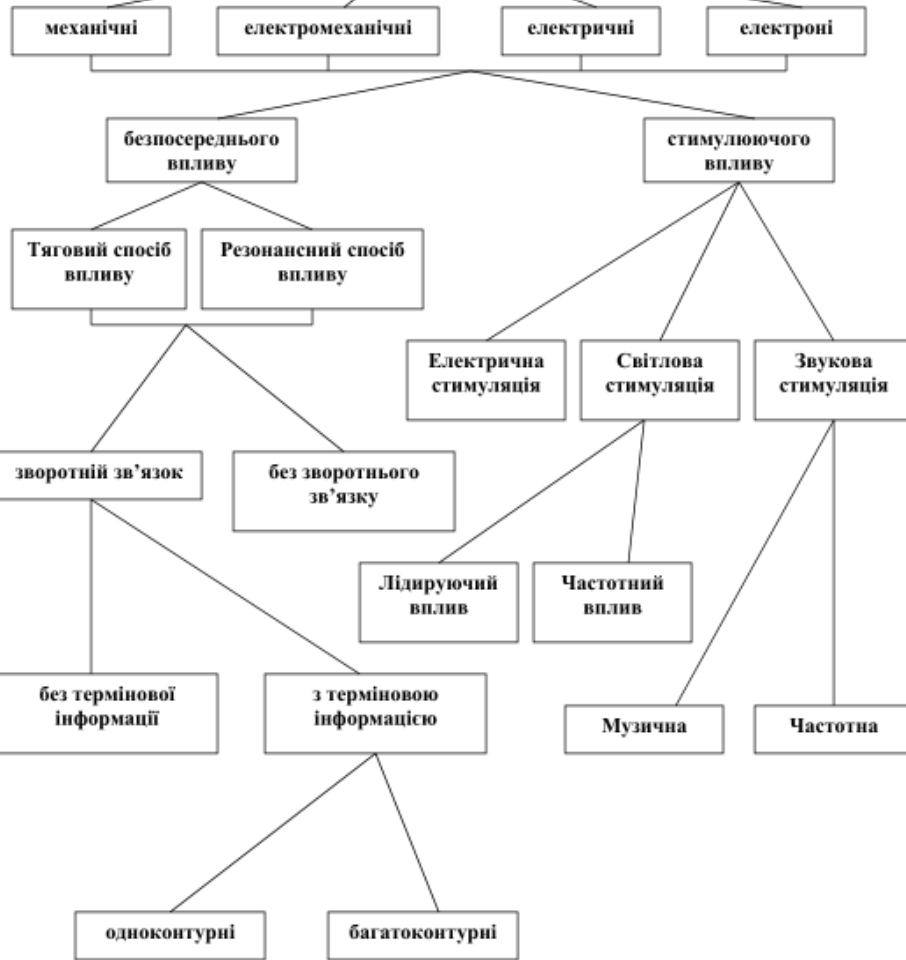 механічні
електромеханічні
електричні
електроні
безпосереднього
впливу
стимулюючого
впливу
Тяговий спосіб
впливу
Резонансний спосіб
впливу
Електрична
стимуляція
Світлова
стимуляція
Звукова
стимуляція
зворотній зв’язок
без зворотнього
зв’язку
Лідируючий
вплив
Частотний
вплив
без термінової
інформації
з терміновою
інформацією
Музична
Частотна
одноконтурні
багатоконтурні